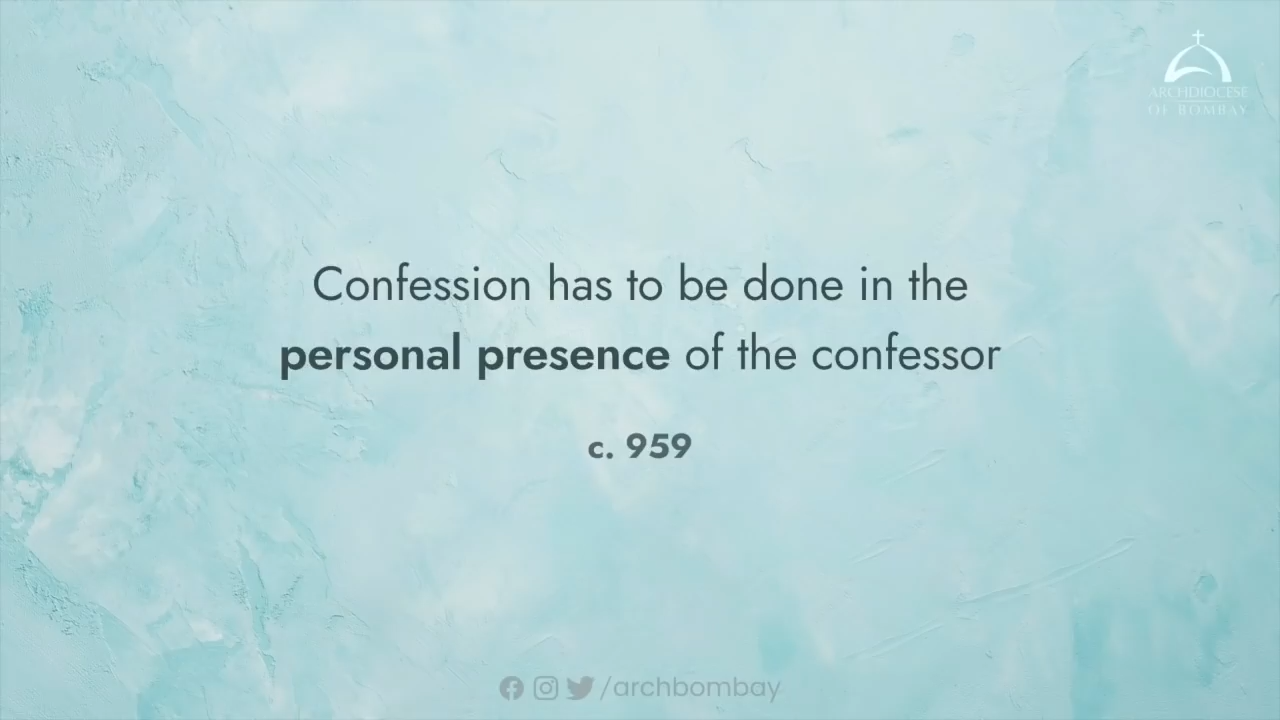 ARCHDIOCESE
OF BOMBAY
Confession has to be done in the
personal presence of the confessor
c. 959
/archbombay